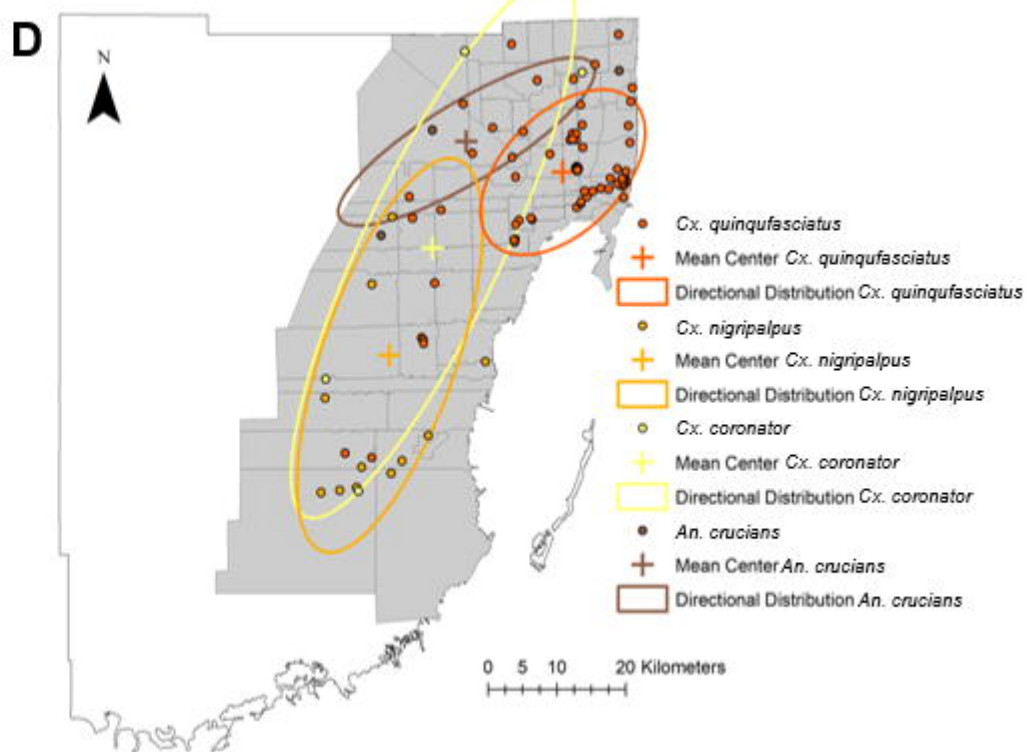 D
N
Cx. quinqufasciatus
Mean Center Cx. quinqufasciatus
Directional Distribution Cx. quinqufasciatus
Cx. nigripalpus
Mean Center Cx. nigripalpus
Directional Distribution Cx. nigripalpus
Cx. coronator
Mean Center Cx. coronator
Directional Distribution Cx. coronator
An. crucians
Mean Center An. crucians
Directional Distribution An. crucians
0 5 10 20 Kilometers